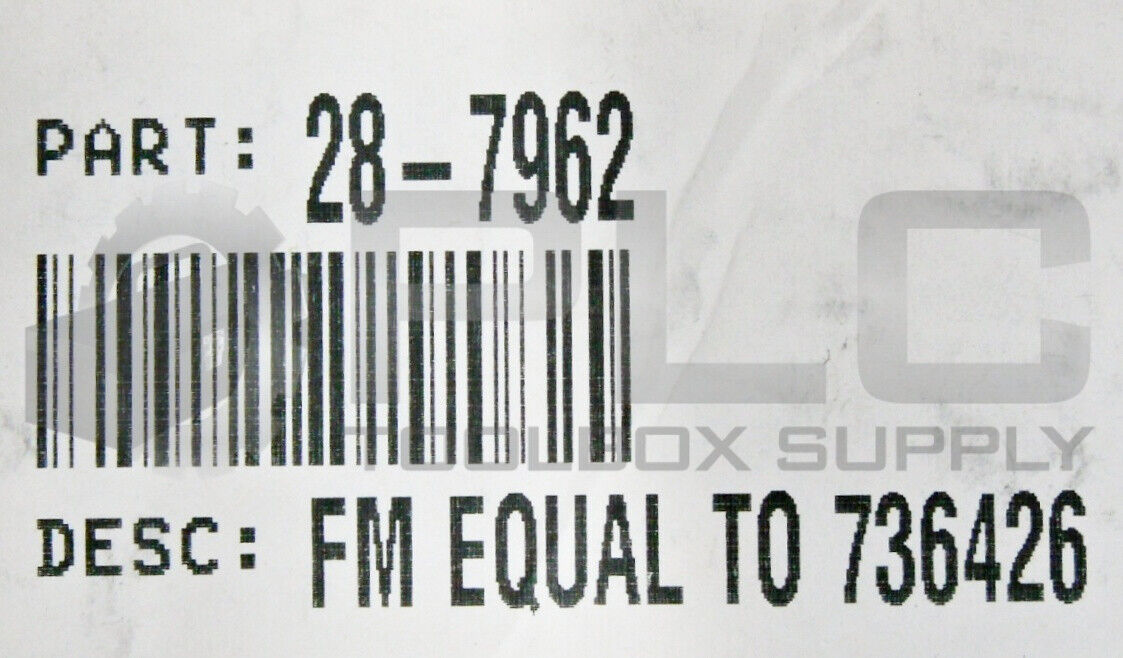 PART: 28-7962
PLC
TOOLBOX SUPPLY
DESC: FM EQUAL TO 736426